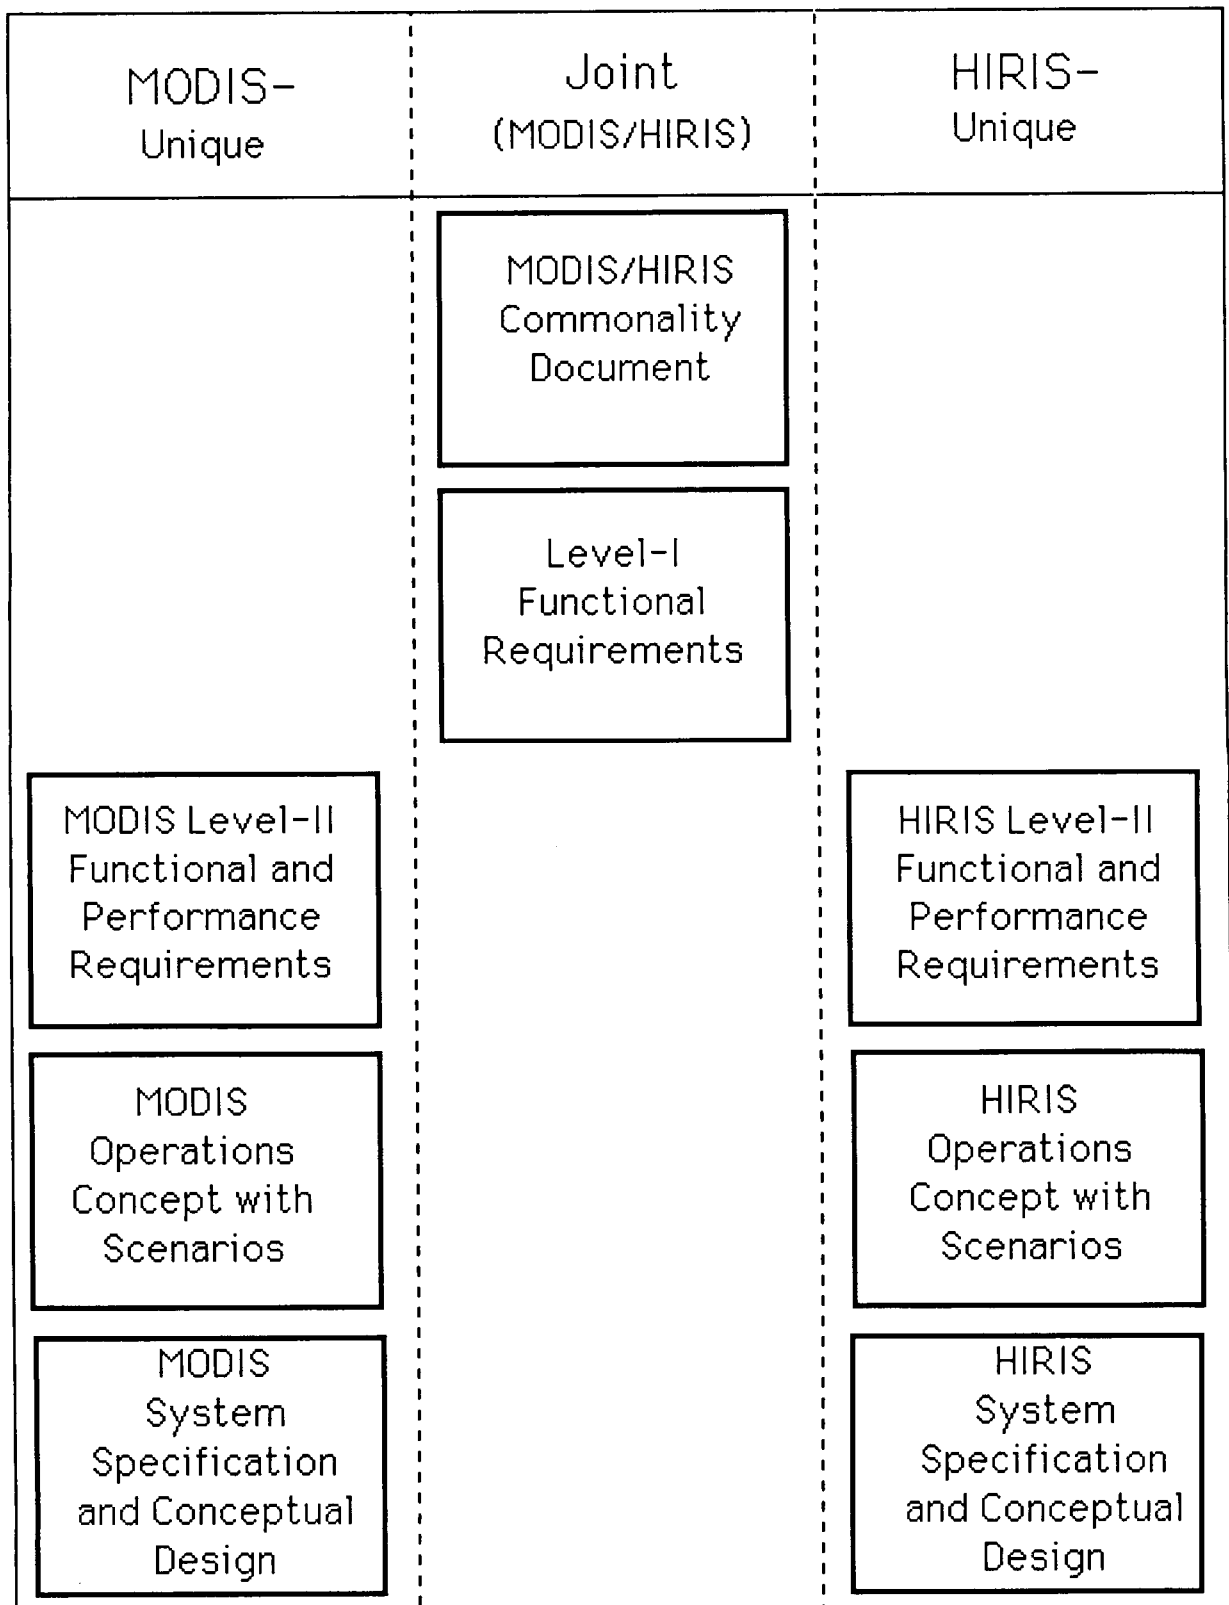 MODIS-
Unique
Joint
(MODIS/HIRIS)
HIRIS-
Unique
MODIS/HIRIS
Commonality
Document
Level-I
Functional
Requirements
MODIS Level-II
Functional and
Performance
Requirements
HIRIS Level-II
Functional and
Performance
Requirements
MODIS
Operations
Concept with
Scenarios
HIRIS
Operations
Concept with
Scenarios
MODIS
System
Specification
and Conceptual
Design
HIRIS
System
Specification
and Conceptual
Design